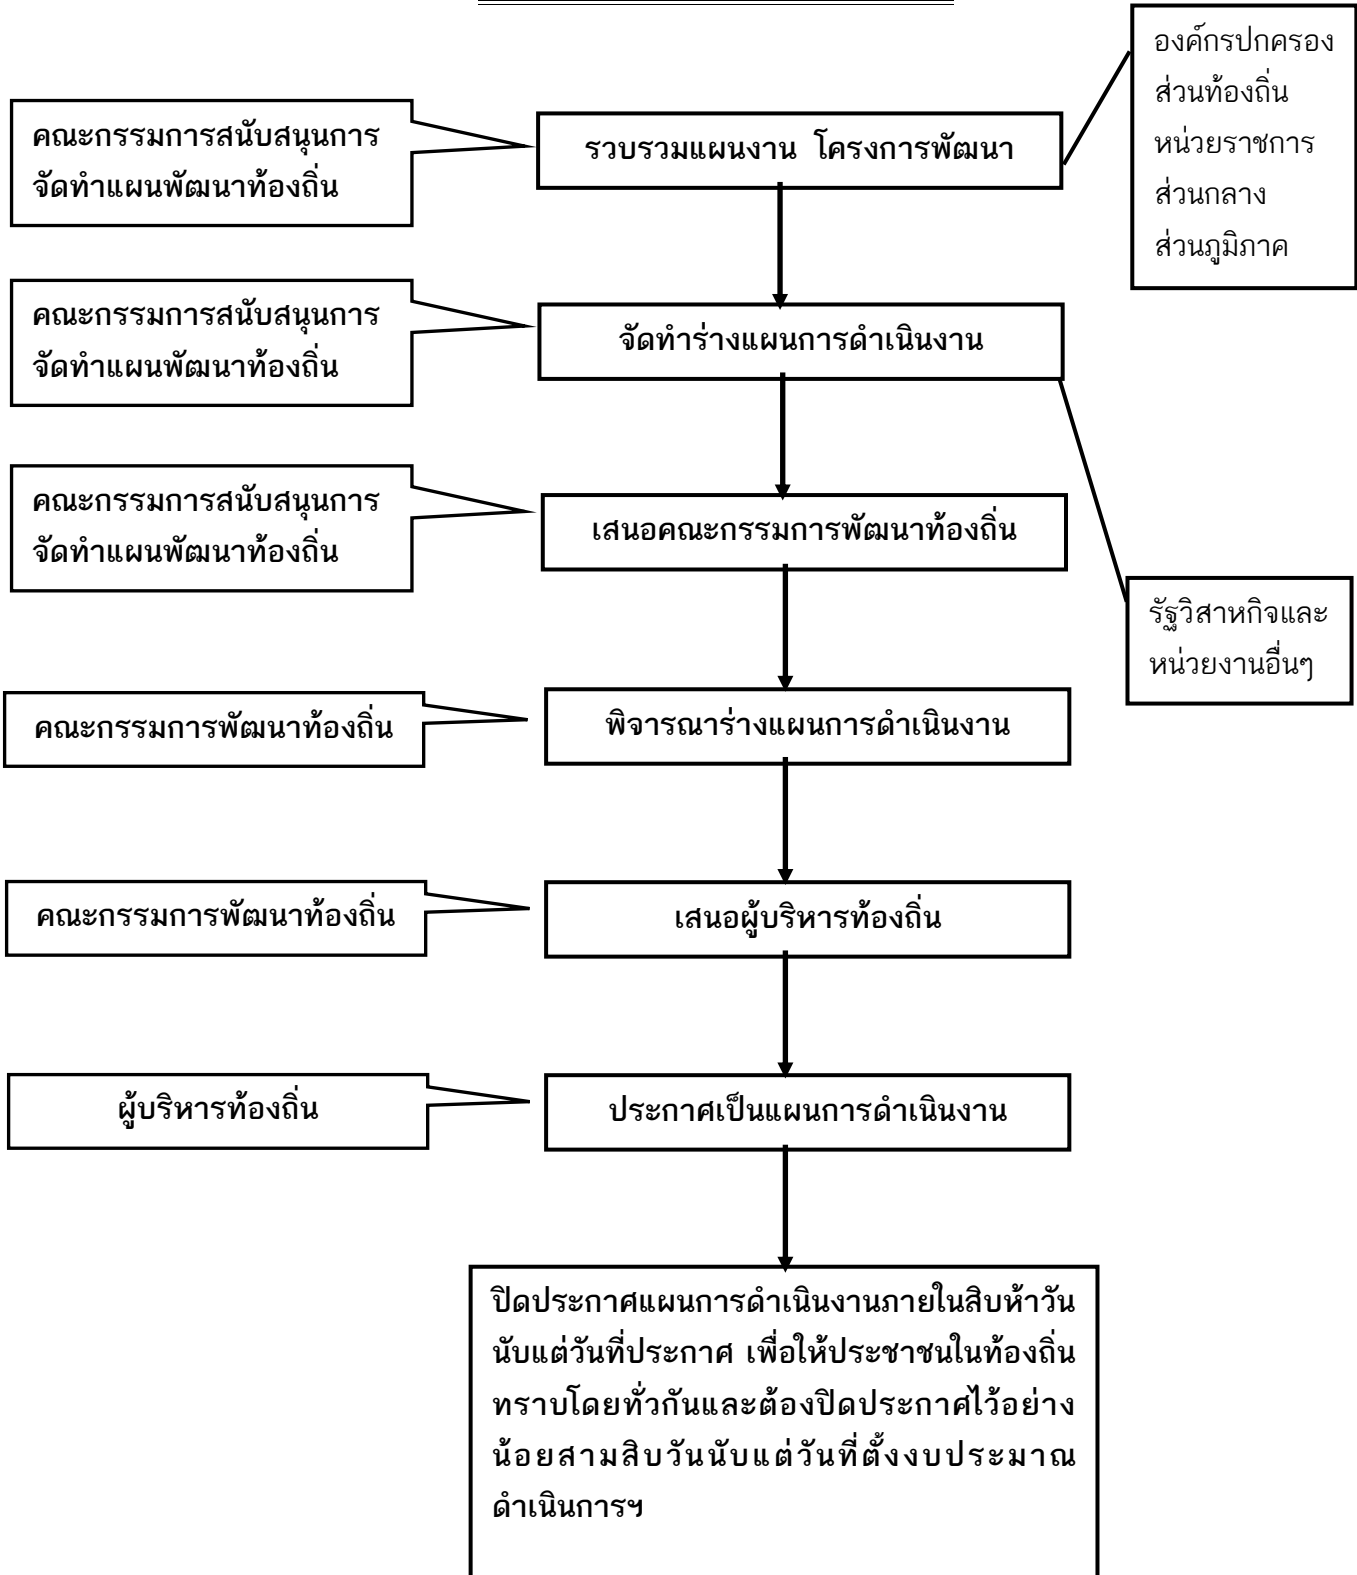 องค์กรปกครอง
ส่วนท้องถิ่น
หน่วยราชการ
ส่วนกลาง
ส่วนภูมิภาค
คณะกรรมการสนับสนุนการ
จัดทำแผนพัฒนาท้องถิ่น
รวบรวมแผนงาน โครงการพัฒนา
คณะกรรมการสนับสนุนการ
จัดทำแผนพัฒนาท้องถิ่น
จัดทำร่างแผนการดำเนินงาน
คณะกรรมการสนับสนุนการ
จัดทำแผนพัฒนาท้องถิ่น
เสนอคณะกรรมการพัฒนาท้องถิ่น
รัฐวิสาหกิจและ
หน่วยงานอื่นๆ
คณะกรรมการพัฒนาท้องถิ่น
พิจารณาร่างแผนการดำเนินงาน
คณะกรรมการพัฒนาท้องถิ่น
เสนอผู้บริหารท้องถิ่น
ผู้บริหารท้องถิ่น
ประกาศเป็นแผนการดำเนินงาน
ปิดประกาศแผนการดำเนินงานภายในสิบห้าวัน
นับแต่วันที่ประกาศ เพื่อให้ประชาชนในท้องถิ่น
ทราบโดยทั่วกันและต้องปิดประกาศไว้อย่าง
น้อยสามสิบวันนับแต่วันที่ตั้งงบประมาณ
ดำเนินการฯ